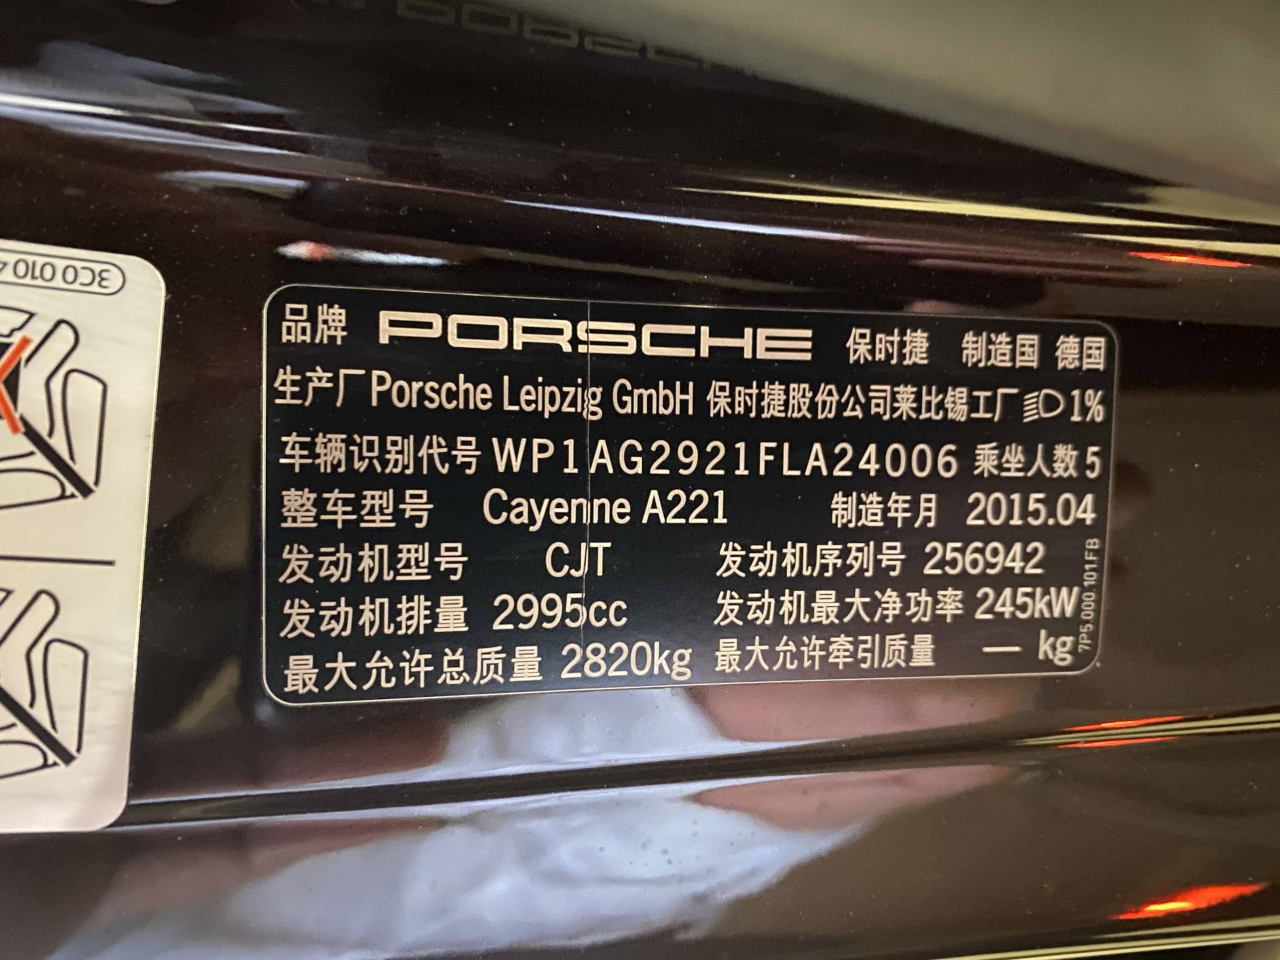 3C0 010 4
品牌 PORSCHE 保时捷 制造国 德国
生产厂 Porsche Leipzig GmbH 保时捷股份公司莱比锡工厂 1%
车辆识别代号 WP1AG2921FLA24006 乘坐人数 5
整车型号 Cayenne A221 制造年月 2015.04
发动机型号 CJT 发动机序列号 256942
发动机排量 2995cc 发动机最大净功率 245kW
最大允许总质量 2820kg 最大允许牵引质量 — kg
7P5.000.101FB